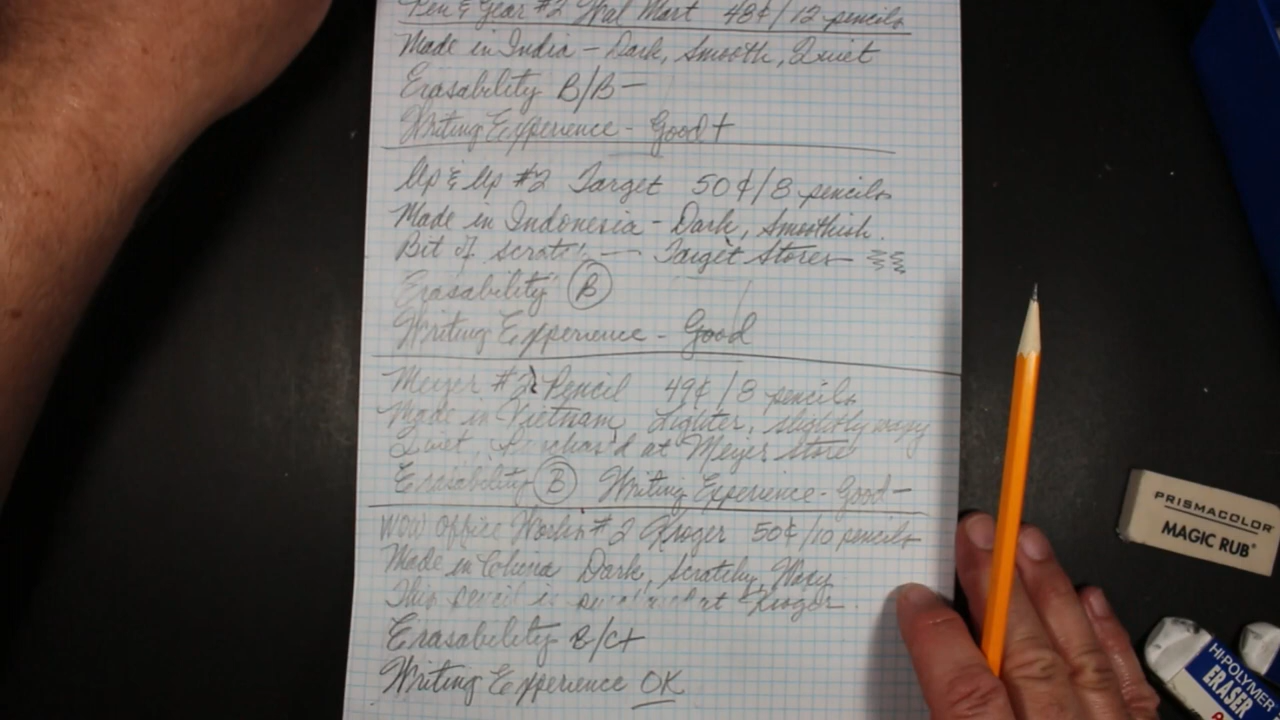 Pen & Gear #2 Wal Mart 48¢/12 pencils
Made in India - Dark, Smooth, Quiet
Erasability B/B-
Writing Experience - Good+
Up & Up #2 Target 50¢/8 pencils
Made in Indonesia - Dark, Smoothish.
Bit of scratch — Target Stores
Erasability B
Writing Experience - Good
Meijer #2 Pencil 49¢/8 pencils
Made in Vietnam, Lighter, slightly waxy
Quiet, Purchas'd at Meijer Store
Erasability B Writing Experience - Good-
WOW Office Works #2 Kroger 50¢/10 pencils
Made in China Dark, Scratchy, Waxy
This pencil is purchased at Kroger.
Erasability B/C+
Writing Experience OK
PRISMACOLOR
MAGIC RUB
HI-POLYMER
ERASER